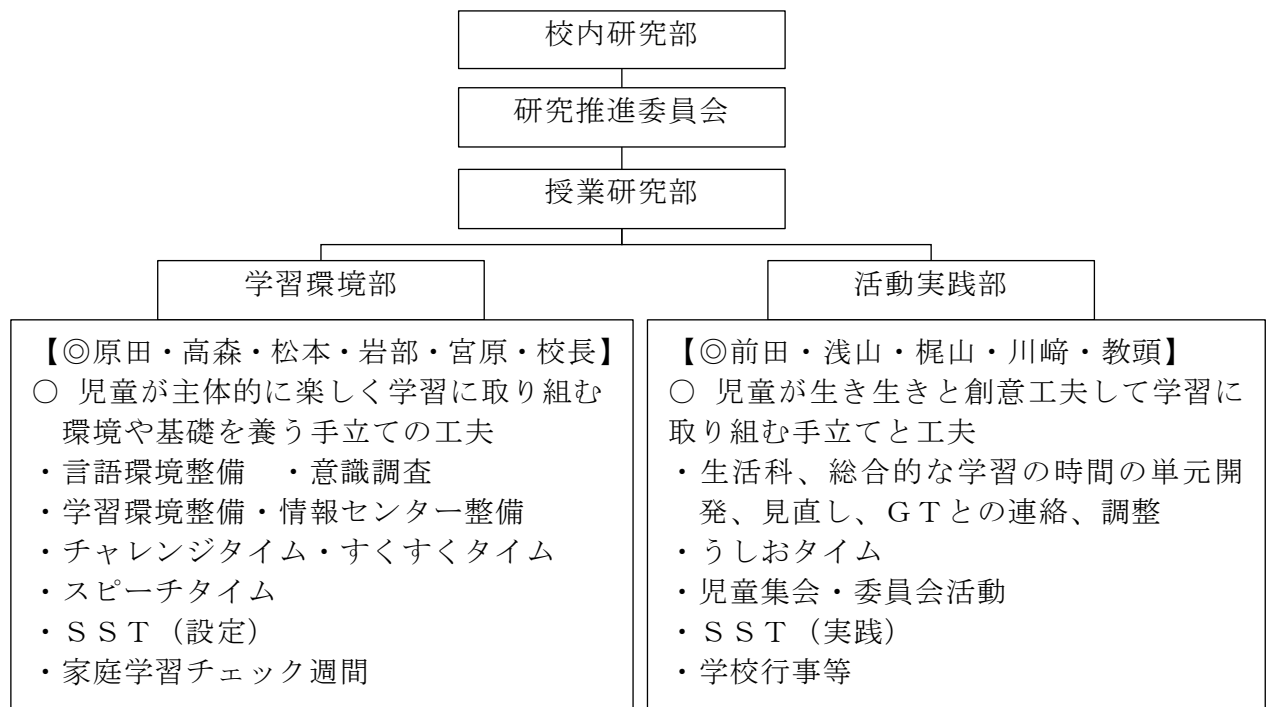 校内研究部
研究推進委員会
授業研究部
学習環境部
【◎原田・高森・松本・岩部・宮原・校長】
○ 児童が主体的に楽しく学習に取り組む
環境や基礎を養う手立ての工夫
・言語環境整備　・意識調査
・学習環境整備・情報センター整備
・チャレンジタイム・すくすくタイム
・スピーチタイム
・ＳＳＴ（設定）
・家庭学習チェック週間
活動実践部
【◎前田・浅山・梶山・川﨑・教頭】
○ 児童が生き生きと創意工夫して学習に
取り組む手立てと工夫
・生活科、総合的な学習の時間の単元開
発、見直し、ＧＴとの連絡、調整
・うしおタイム
・児童集会・委員会活動
・ＳＳＴ（実践）
・学校行事等